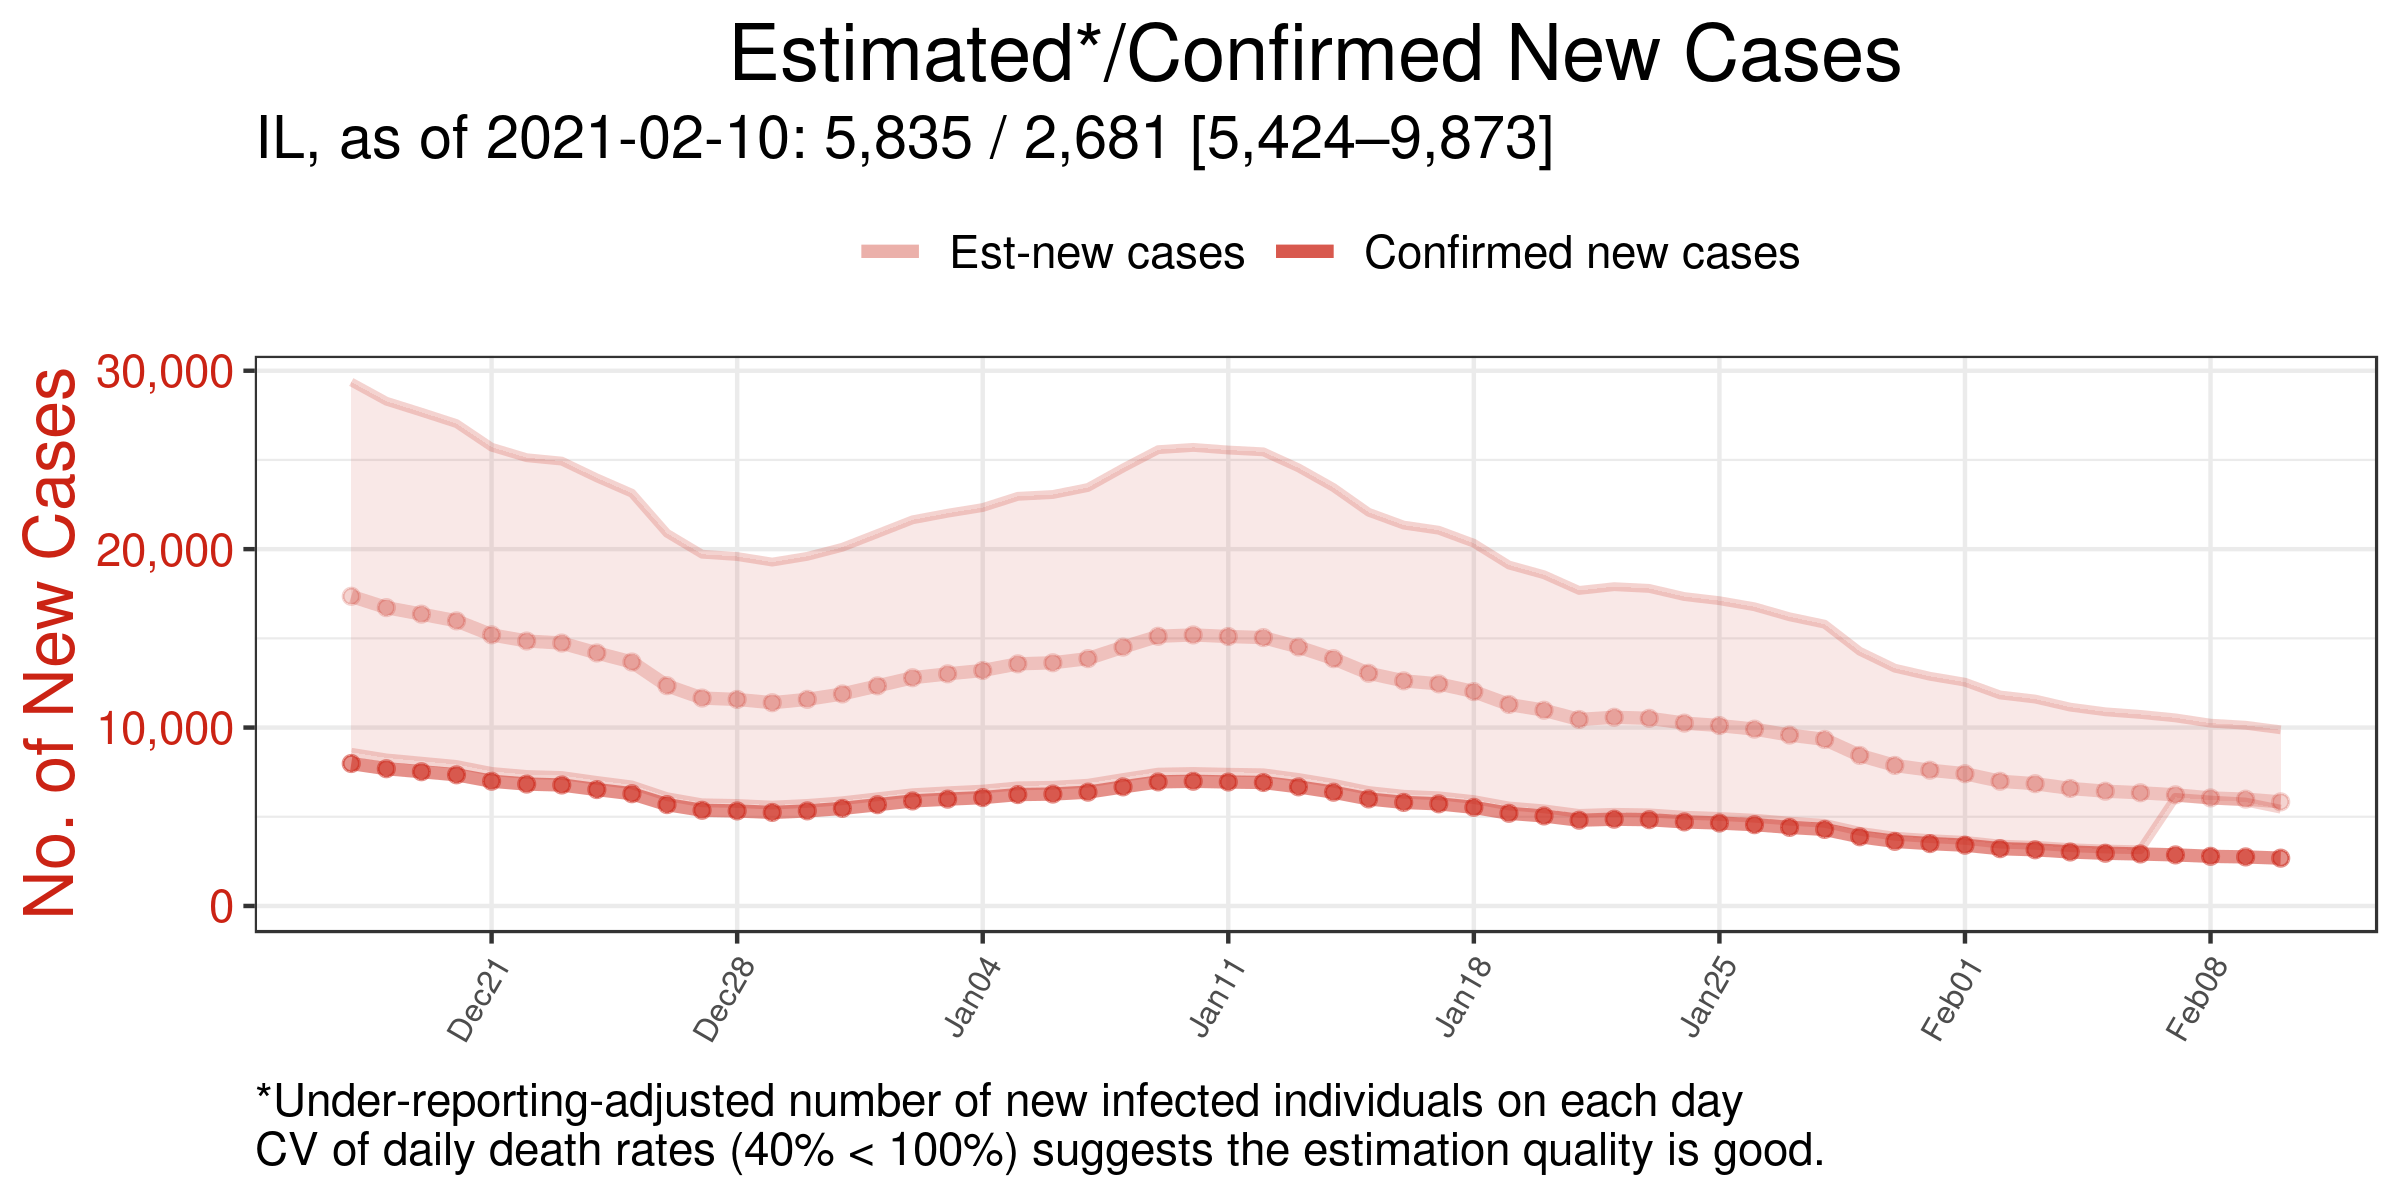 Estimated*/Confirmed New Cases
IL, as of 2021-02-10: 5,835 / 2,681 [5,424–9,873]
Est-new cases
Confirmed new cases
No. of New Cases
30,000
20,000
10,000
0
Dec21
Dec28
Jan04
Jan11
Jan18
Jan25
Feb01
Feb08
*Under-reporting-adjusted number of new infected individuals on each day
CV of daily death rates (40% < 100%) suggests the estimation quality is good.